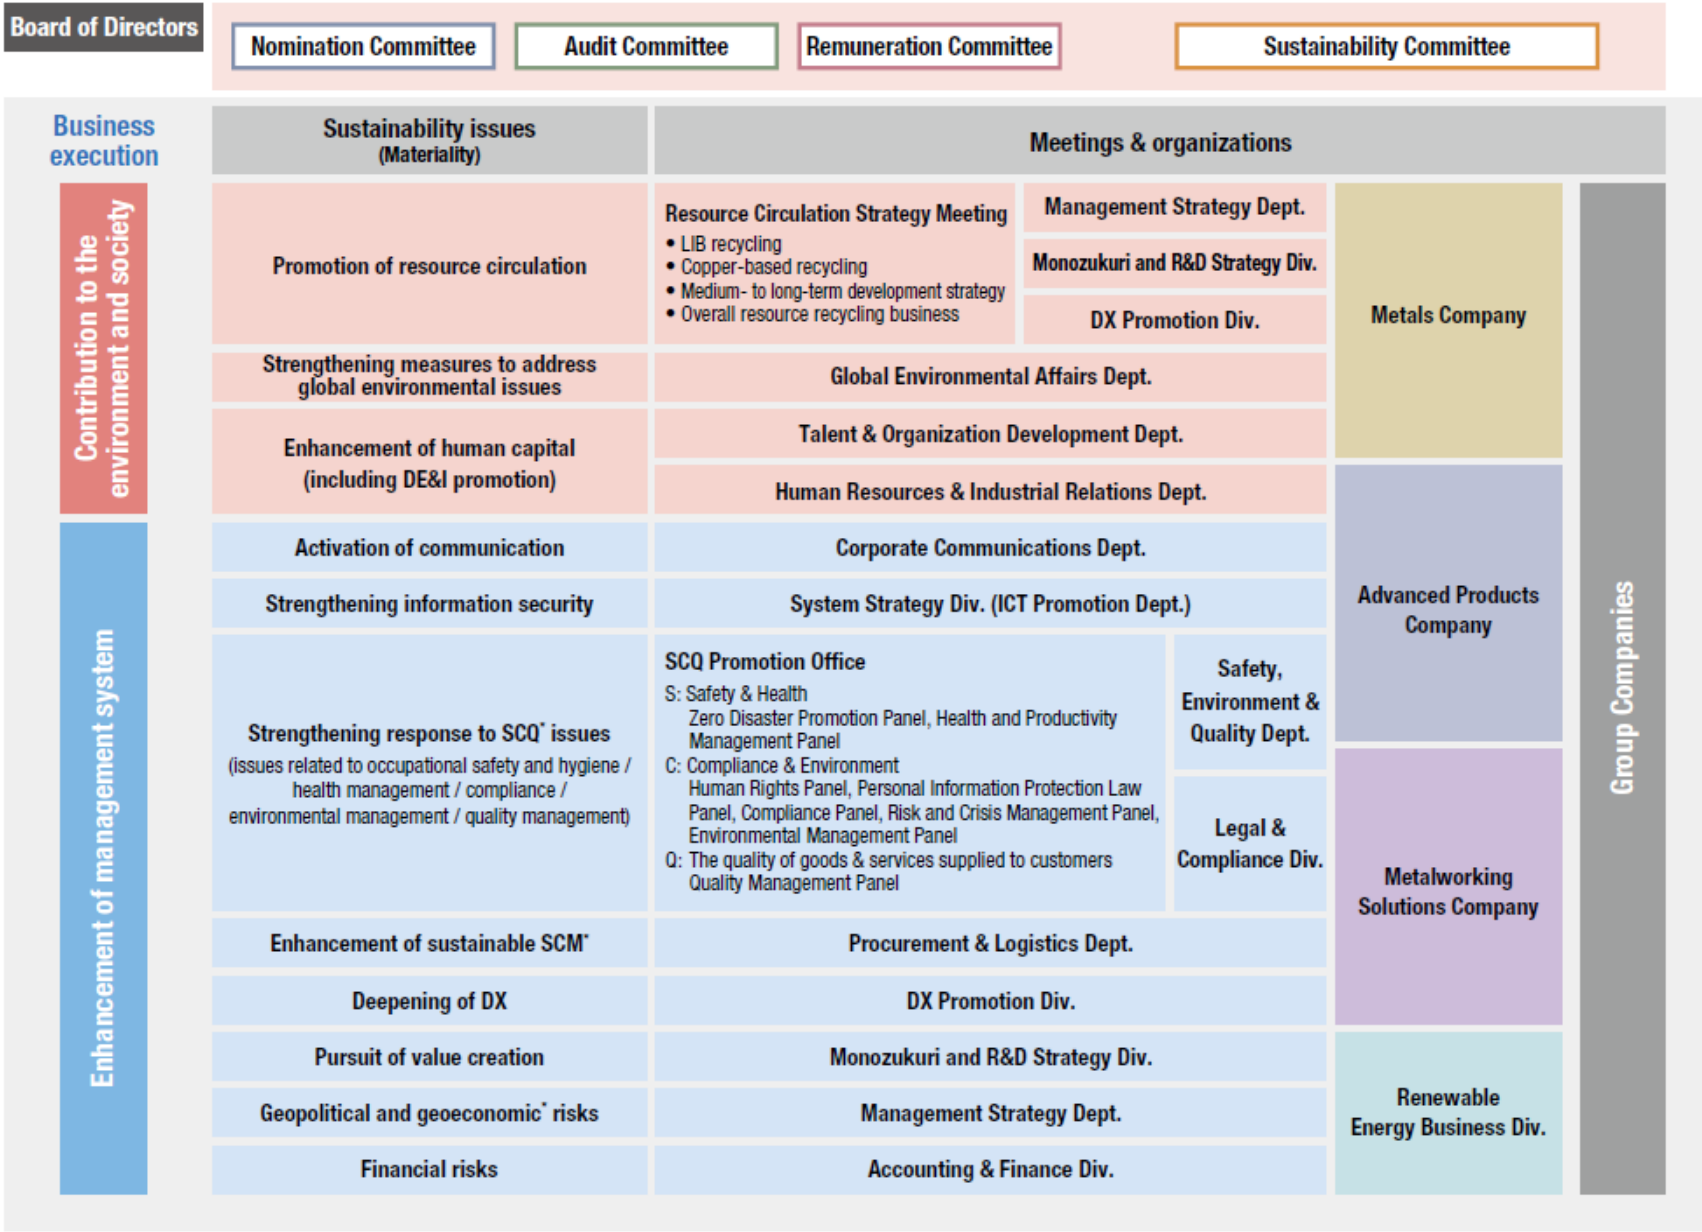 Board of Directors
Nomination Committee
Audit Committee
Remuneration Committee
Sustainability Committee
Business
execution
Sustainability issues
(Materiality)
Meetings & organizations
Contribution to the
environment and society
Promotion of resource circulation
Resource Circulation Strategy Meeting
• LIB recycling
• Copper-based recycling
• Medium- to long-term development strategy
• Overall resource recycling business
Management Strategy Dept.
Monozukuri and R&D Strategy Div.
DX Promotion Div.
Strengthening measures to address
global environmental issues
Global Environmental Affairs Dept.
Enhancement of human capital
(including DE&I promotion)
Talent & Organization Development Dept.
Human Resources & Industrial Relations Dept.
Enhancement of management system
Activation of communication
Corporate Communications Dept.
Strengthening information security
System Strategy Div. (ICT Promotion Dept.)
Strengthening response to SCQ* issues
(issues related to occupational safety and hygiene /
health management / compliance /
environmental management / quality management)
SCQ Promotion Office
S: Safety & Health
Zero Disaster Promotion Panel, Health and Productivity
Management Panel
C: Compliance & Environment
Human Rights Panel, Personal Information Protection Law
Panel, Compliance Panel, Risk and Crisis Management Panel,
Environmental Management Panel
Q: The quality of goods & services supplied to customers
Quality Management Panel
Safety,
Environment &
Quality Dept.
Legal &
Compliance Div.
Enhancement of sustainable SCM*
Procurement & Logistics Dept.
Deepening of DX
DX Promotion Div.
Pursuit of value creation
Monozukuri and R&D Strategy Div.
Geopolitical and geoeconomic* risks
Management Strategy Dept.
Financial risks
Accounting & Finance Div.
Metals Company
Advanced Products
Company
Metalworking
Solutions Company
Renewable
Energy Business Div.
Group Companies